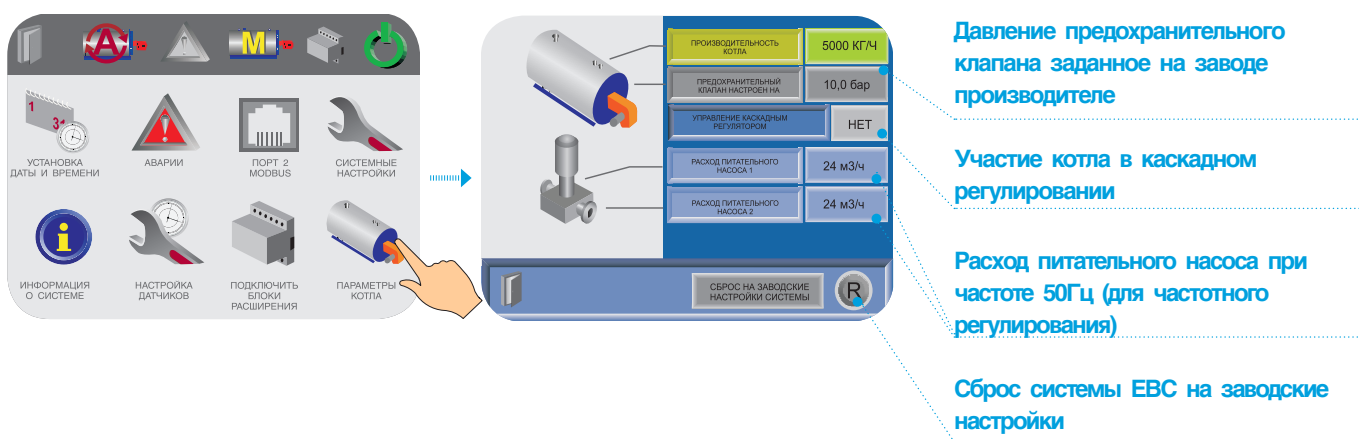 A
M
1
31
УСТАНОВКА
ДАТЫ И ВРЕМЕНИ
АВАРИИ
ПОРТ 2
MODBUS
СИСТЕМНЫЕ
НАСТРОЙКИ
i
ИНФОРМАЦИЯ
О СИСТЕМЕ
НАСТРОЙКА
ДАТЧИКОВ
ПОДКЛЮЧИТЬ
БЛОКИ
РАСШИРЕНИЯ
ПАРАМЕТРЫ
КОТЛА
ПРОИЗВОДИТЕЛЬНОСТЬ
КОТЛА
5000 КГ/Ч
ПРЕДОХРАНИТЕЛЬНЫЙ
КЛАПАН НАСТРОЕН НА
10,0 бар
УПРАВЛЕНИЕ КАСКАДНЫМ
РЕГУЛЯТОРОМ
НЕТ
РАСХОД ПИТАТЕЛЬНОГО
НАСОСА 1
24 м3/ч
РАСХОД ПИТАТЕЛЬНОГО
НАСОСА 2
24 м3/ч
СБРОС НА ЗАВОДСКИЕ
НАСТРОЙКИ СИСТЕМЫ
R
Давление предохранительного
клапана заданное на заводе
производителе
Участие котла в каскадном
регулировании
Расход питательного насоса при
частоте 50Гц (для частотного
регулирования)
Сброс системы ЕВС на заводские
настройки